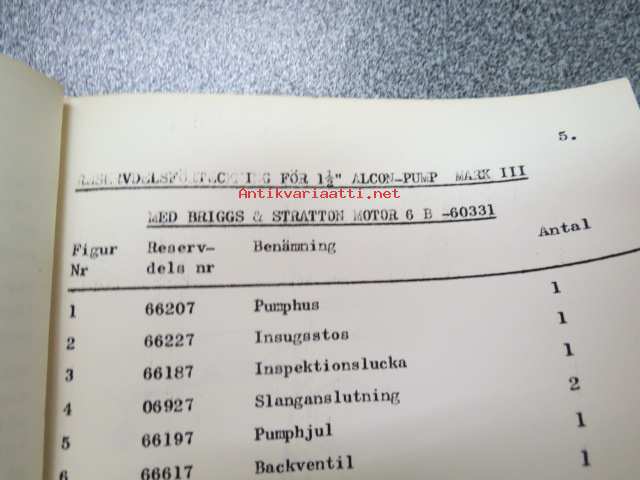 5.
RESERVDELSFÖRTECKNING FÖR 1½" ALCON-PUMP MARK III
Antikvariaatti.net
MED BRIGGS & STRATTON MOTOR 6 B -60331
Figur Nr Reserv-dels nr Benämning Antal
1 66207 Pumphus 1
2 66227 Insugsstos 1
3 66187 Inspektionslucka 1
4 06927 Slanganslutning 2
5 66197 Pumphjul 1
6 66617 Backventil 1